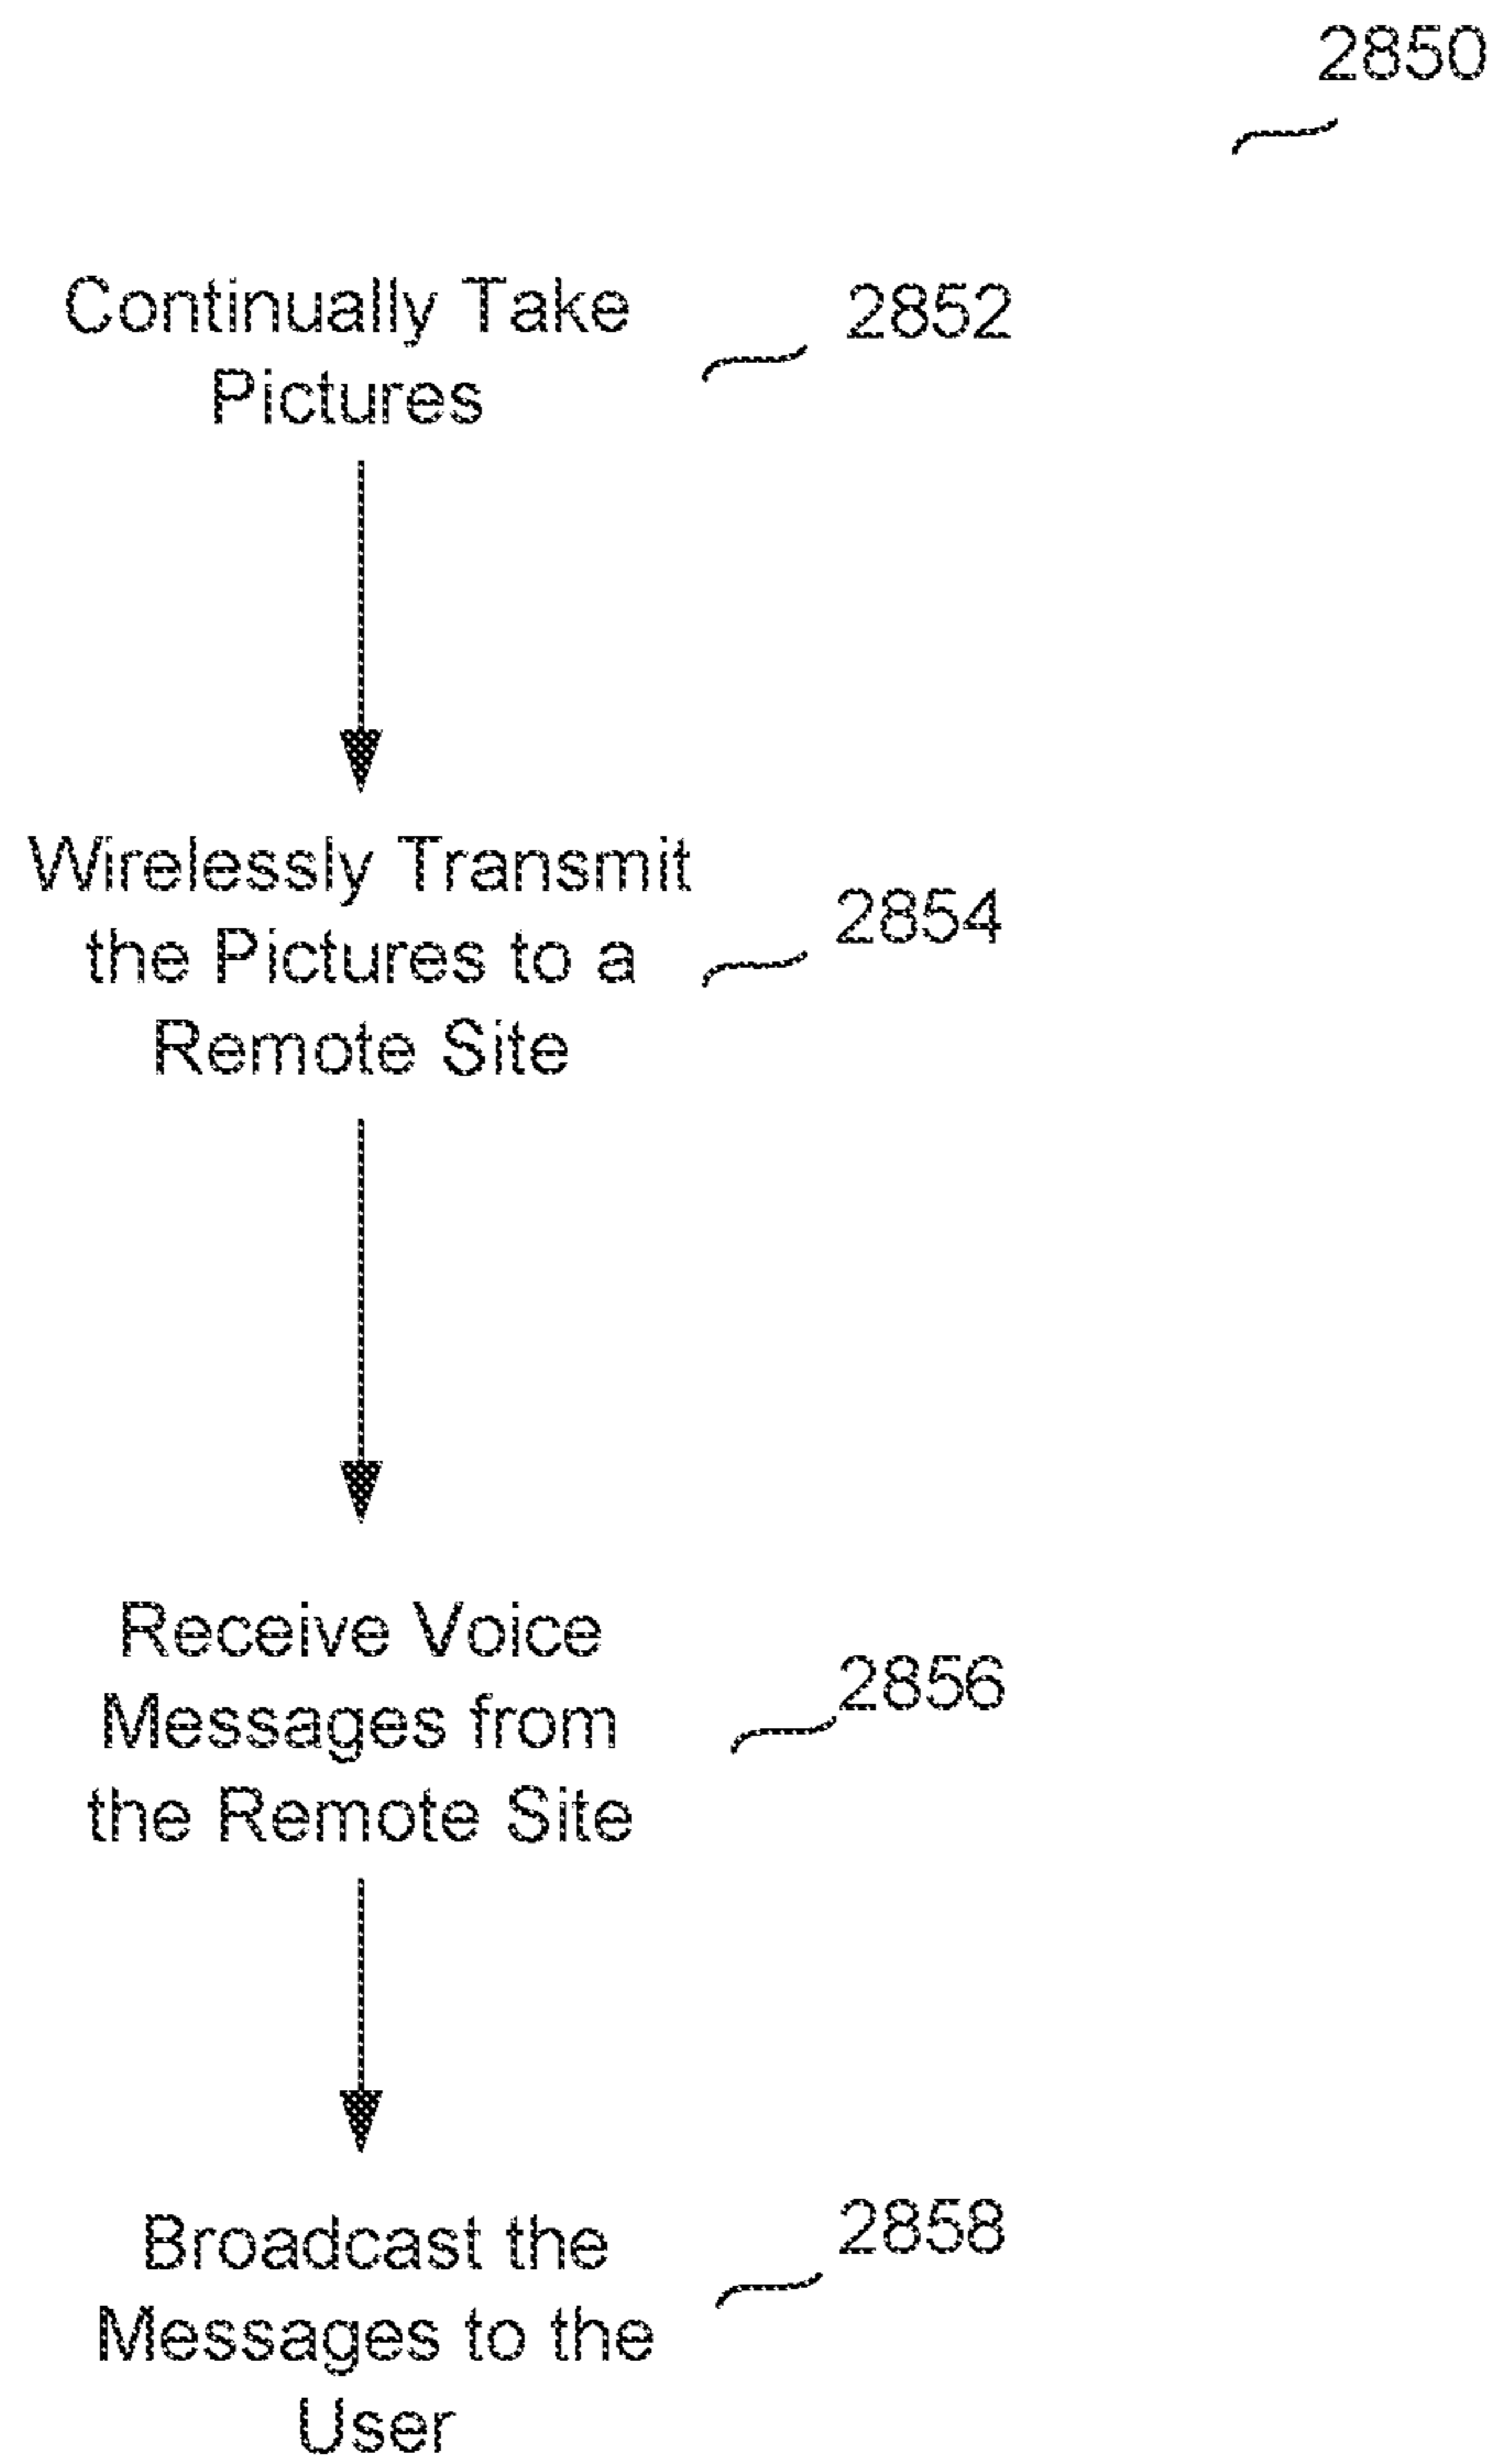 2850
Continually Take
Pictures
2852
Wirelessly Transmit
the Pictures to a
Remote Site
2854
Receive Voice
Messages from
the Remote Site
2856
Broadcast the
Messages to the
User
2858